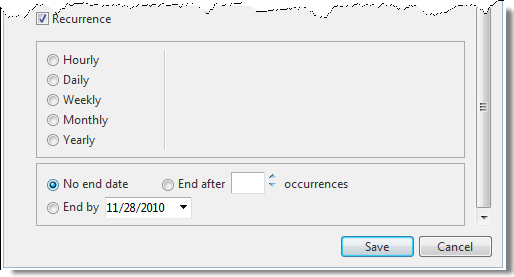 Recurrence
Hourly
Daily
Weekly
Monthly
Yearly
No end date End after occurrences
End by 11/28/2010
Save Cancel